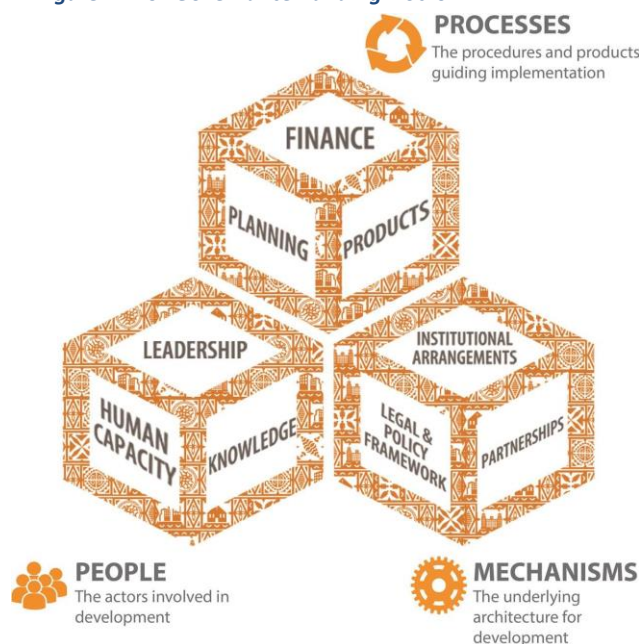 PROCESSES
The procedures and products
guiding implementation
FINANCE
PLANNING
PRODUCTS
LEADERSHIP
HUMAN
CAPACITY
KNOWLEDGE
INSTITUTIONAL
ARRANGEMENTS
LEGAL &
POLICY
FRAMEWORK
PARTNERSHIPS
PEOPLE
The actors involved in
development
MECHANISMS
The underlying
architecture for
development